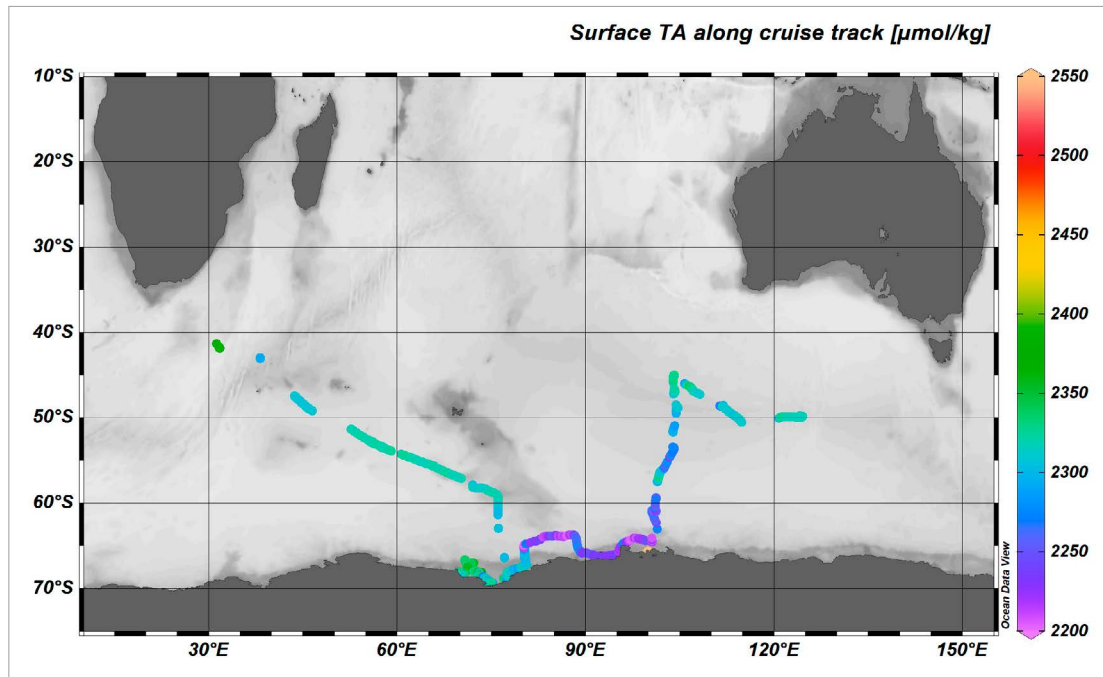 Surface TA along cruise track [µmol/kg]
10°S
20°S
30°S
40°S
50°S
60°S
70°S
30°E
60°E
90°E
120°E
150°E
Ocean Data View
2550
2500
2450
2400
2350
2300
2250
2200